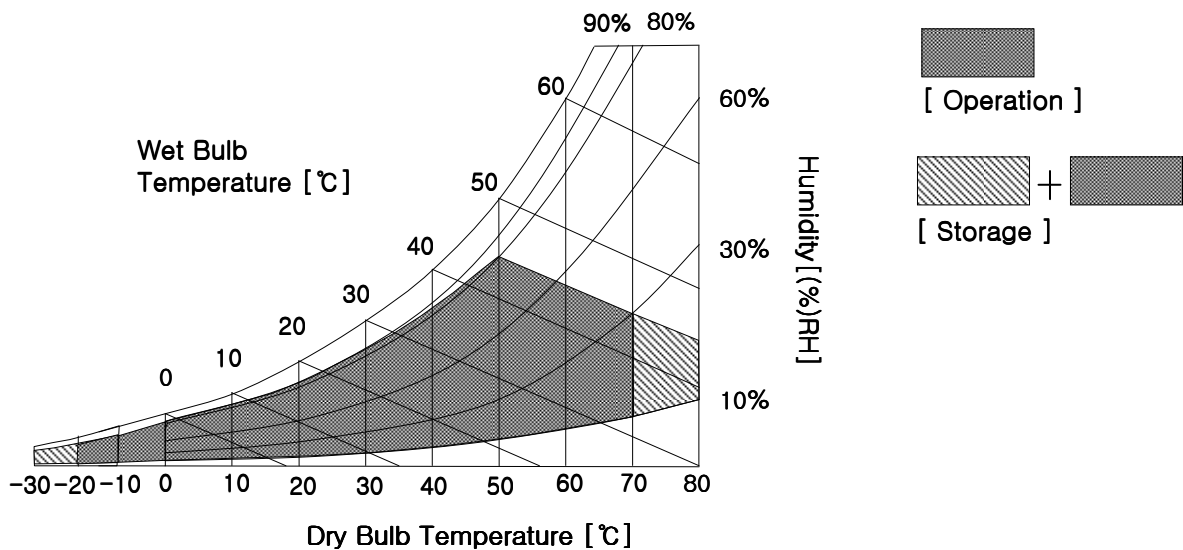 90% 80%
60
60%
[ Operation ]
Wet Bulb
Temperature [℃]
50
40
30%
+
[ Storage ]
30
20
10
0
10%
Humidity[(%)RH]
-30 -20 -10 0 10 20 30 40 50 60 70 80
Dry Bulb Temperature [℃]